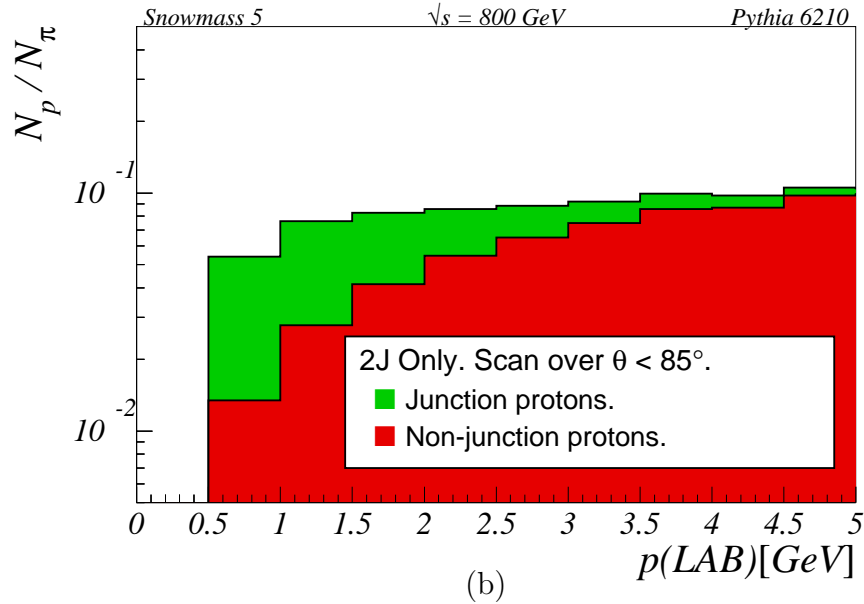 Snowmass 5 √s = 800 GeV Pythia 6210
N_p / N_π
10^-1
10^-2
2J Only. Scan over θ < 85°.
Junction protons.
Non-junction protons.
0 0.5 1 1.5 2 2.5 3 3.5 4 4.5 5
p(LAB)[GeV]
(b)